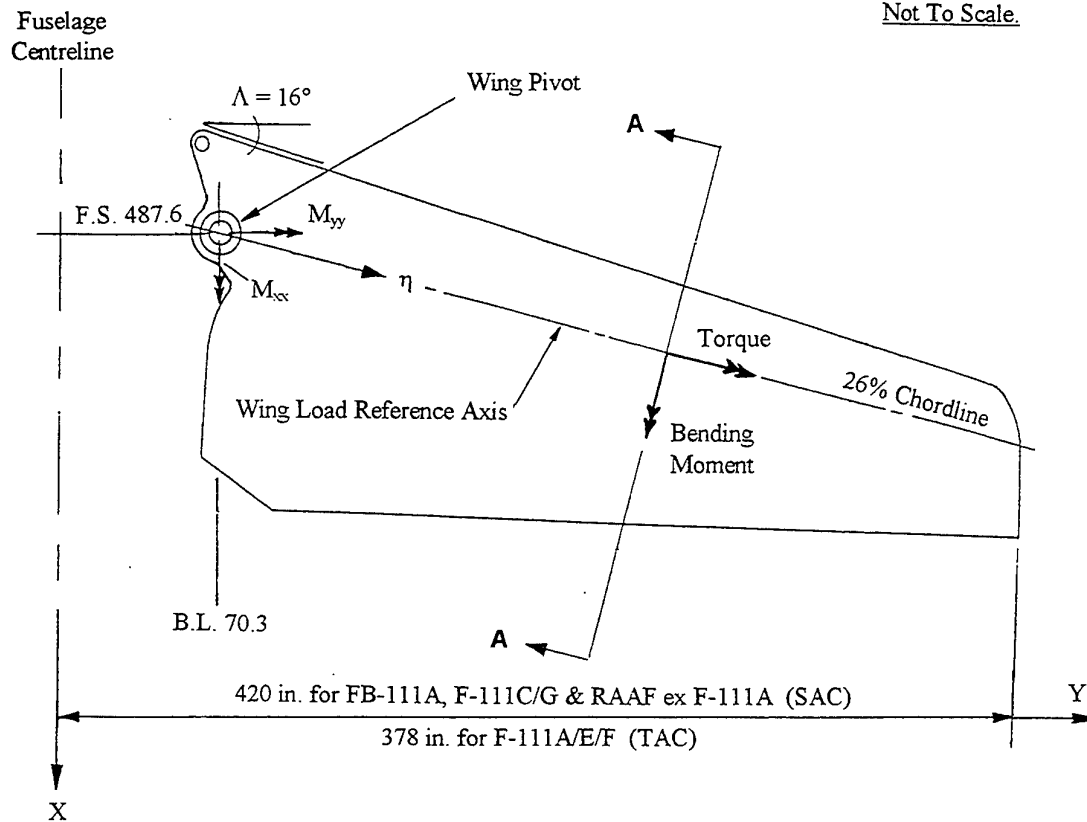 Not To Scale.
Fuselage
Centreline
Λ = 16°
Wing Pivot
A
F.S. 487.6
Myy
η
Mxx
Torque
26% Chordline
Wing Load Reference Axis
Bending
Moment
B.L. 70.3
A
420 in. for FB-111A, F-111C/G & RAAF ex F-111A (SAC)
Y
378 in. for F-111A/E/F (TAC)
X